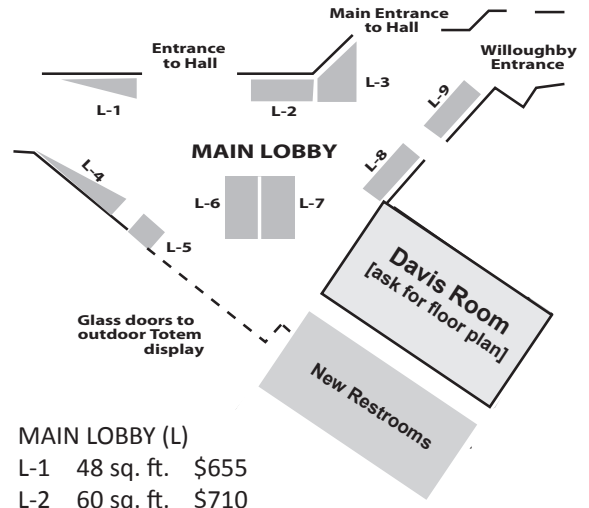 Main Entrance
to Hall
Entrance
to Hall
Willoughby
Entrance
L-1
L-2
L-3
L-9
MAIN LOBBY
L-8
L-4
L-6
L-7
L-5
Davis Room
[ask for floor plan]
Glass doors to
outdoor Totem
display
New Restrooms
MAIN LOBBY (L)
L-1 48 sq. ft. $655
L-2 60 sq. ft. $710